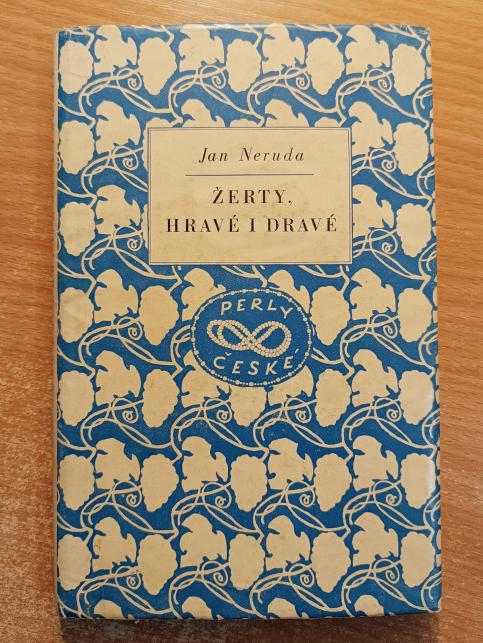 Jan Neruda
ŽERTY,
HRAVÉ I DRAVÉ
PERLY
ČESKÉ